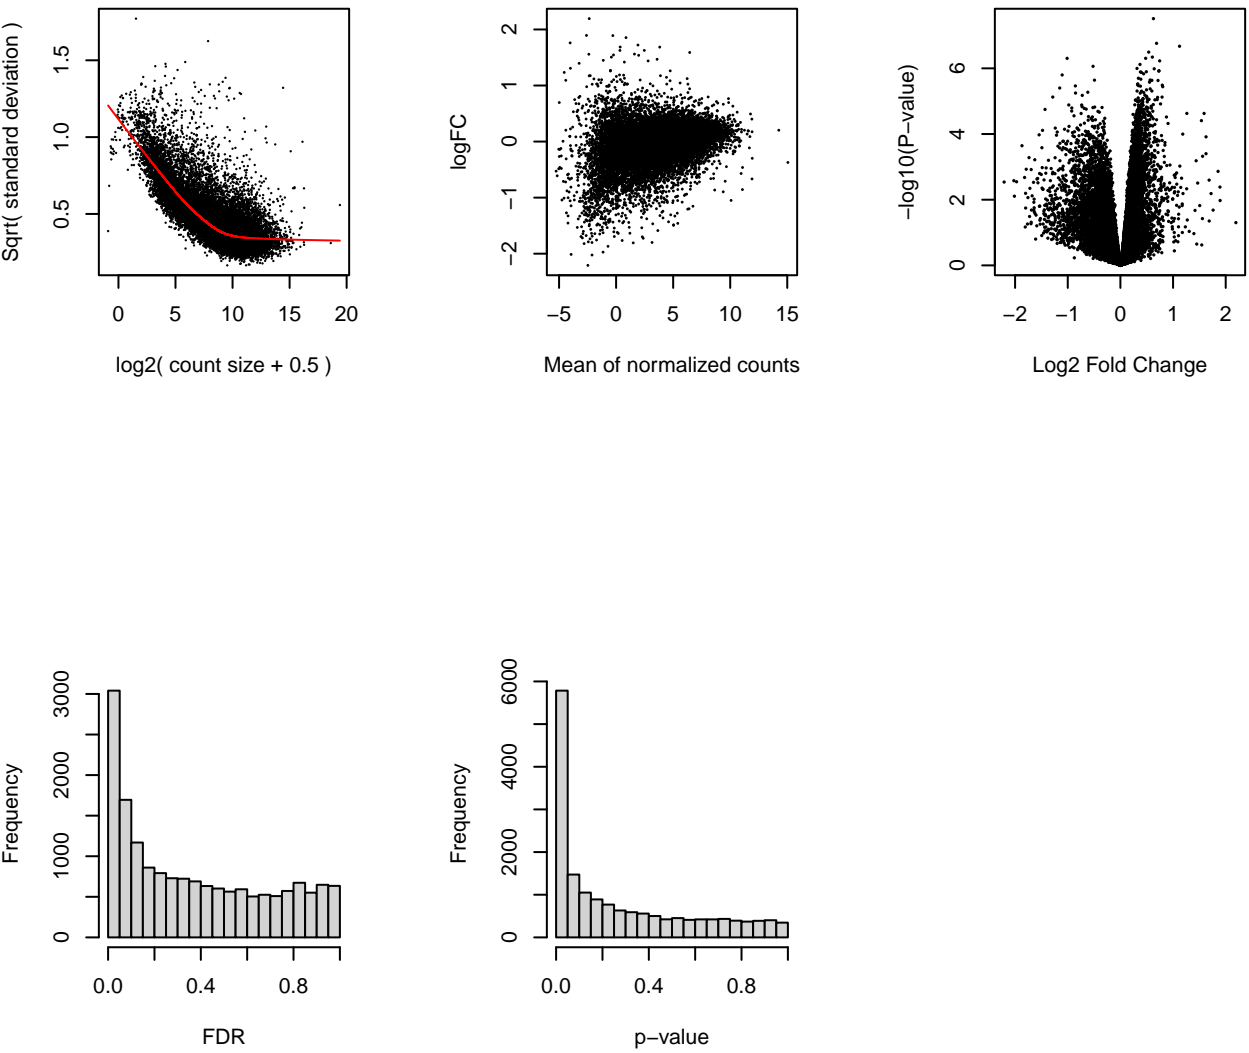 Sqrt( standard deviation )
0.5 1.0 1.5
0 5 10 15 20
log2( count size + 0.5 )
logFC
−2 −1 0 1 2
−5 0 5 10 15
Mean of normalized counts
−log10(P−value)
0 2 4 6
−2 −1 0 1 2
Log2 Fold Change
Frequency
0 1000 2000 3000
0.0 0.4 0.8
FDR
Frequency
0 2000 4000 6000
0.0 0.4 0.8
p−value